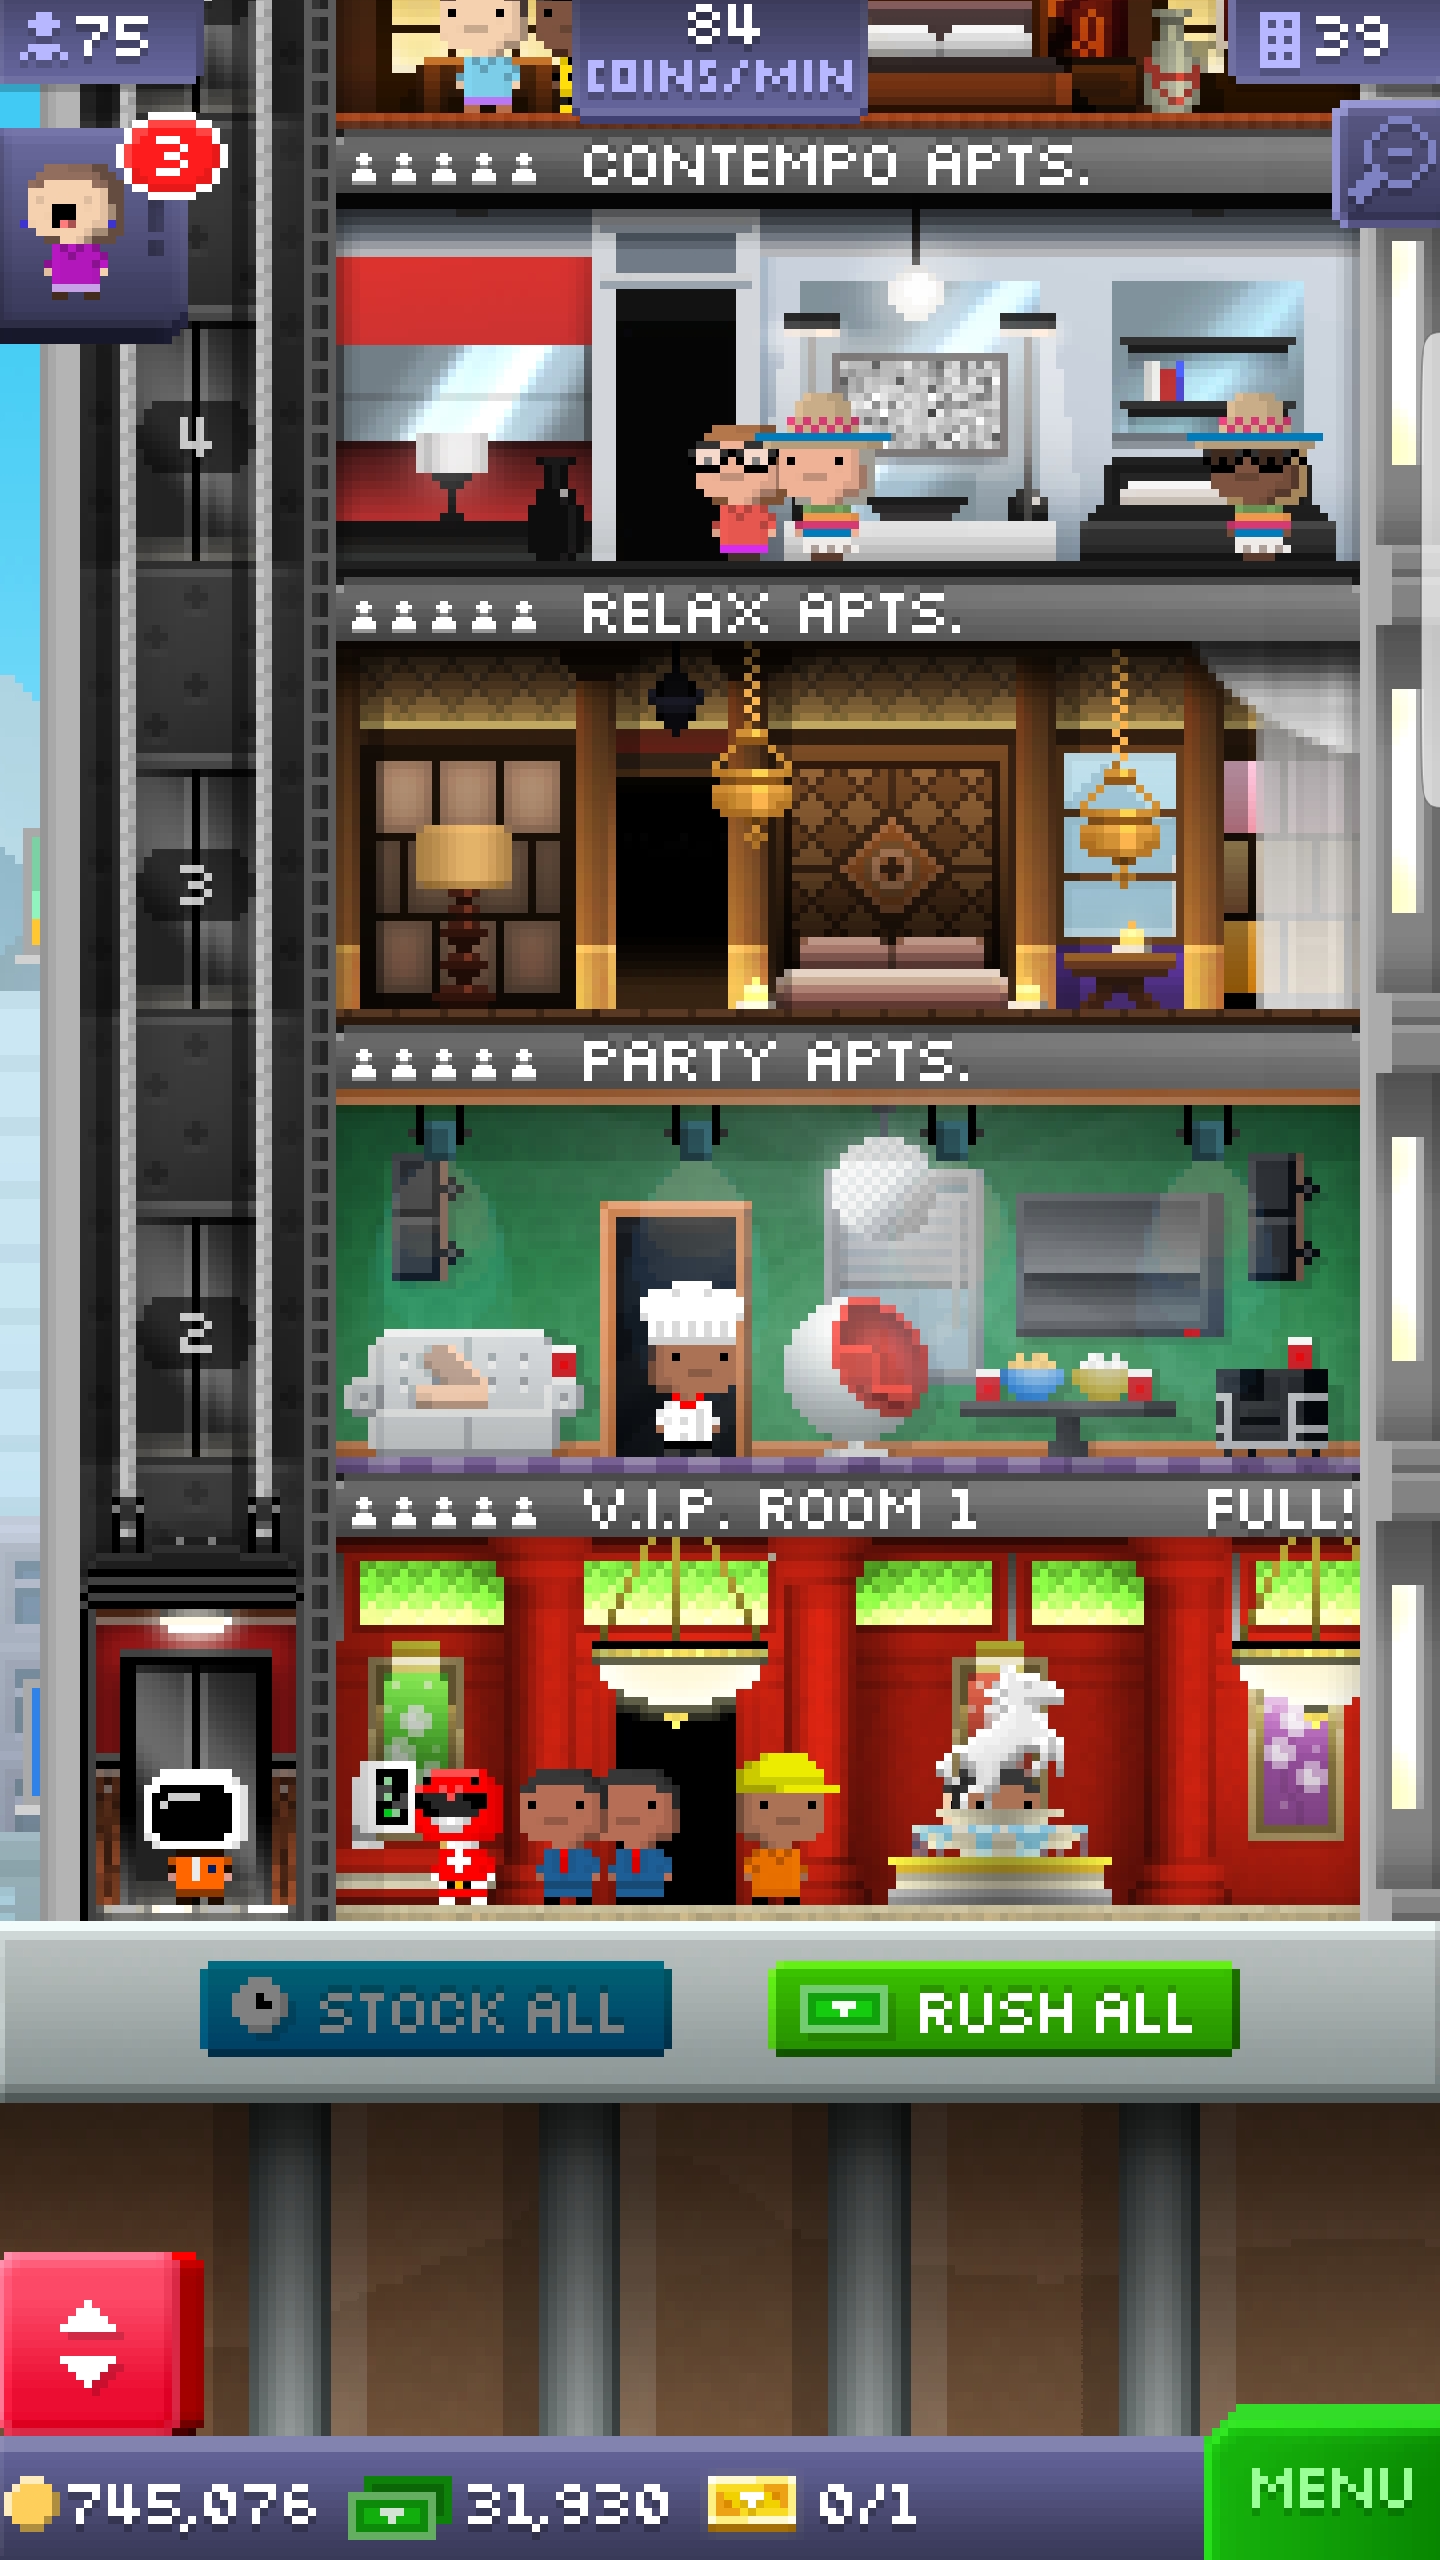 75
84
COINS/MIN
39
3
!
CONTEMPO APTS.
4
RELAX APTS.
3
PARTY APTS.
2
V.I.P. ROOM 1 FULL!
STOCK ALL
RUSH ALL
745,076
31,930
0/1
MENU